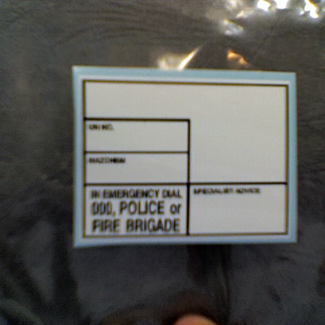 UN NO.
HAZCHEM
IN EMERGENCY DIAL
000, POLICE or
FIRE BRIGADE
SPECIALIST ADVICE